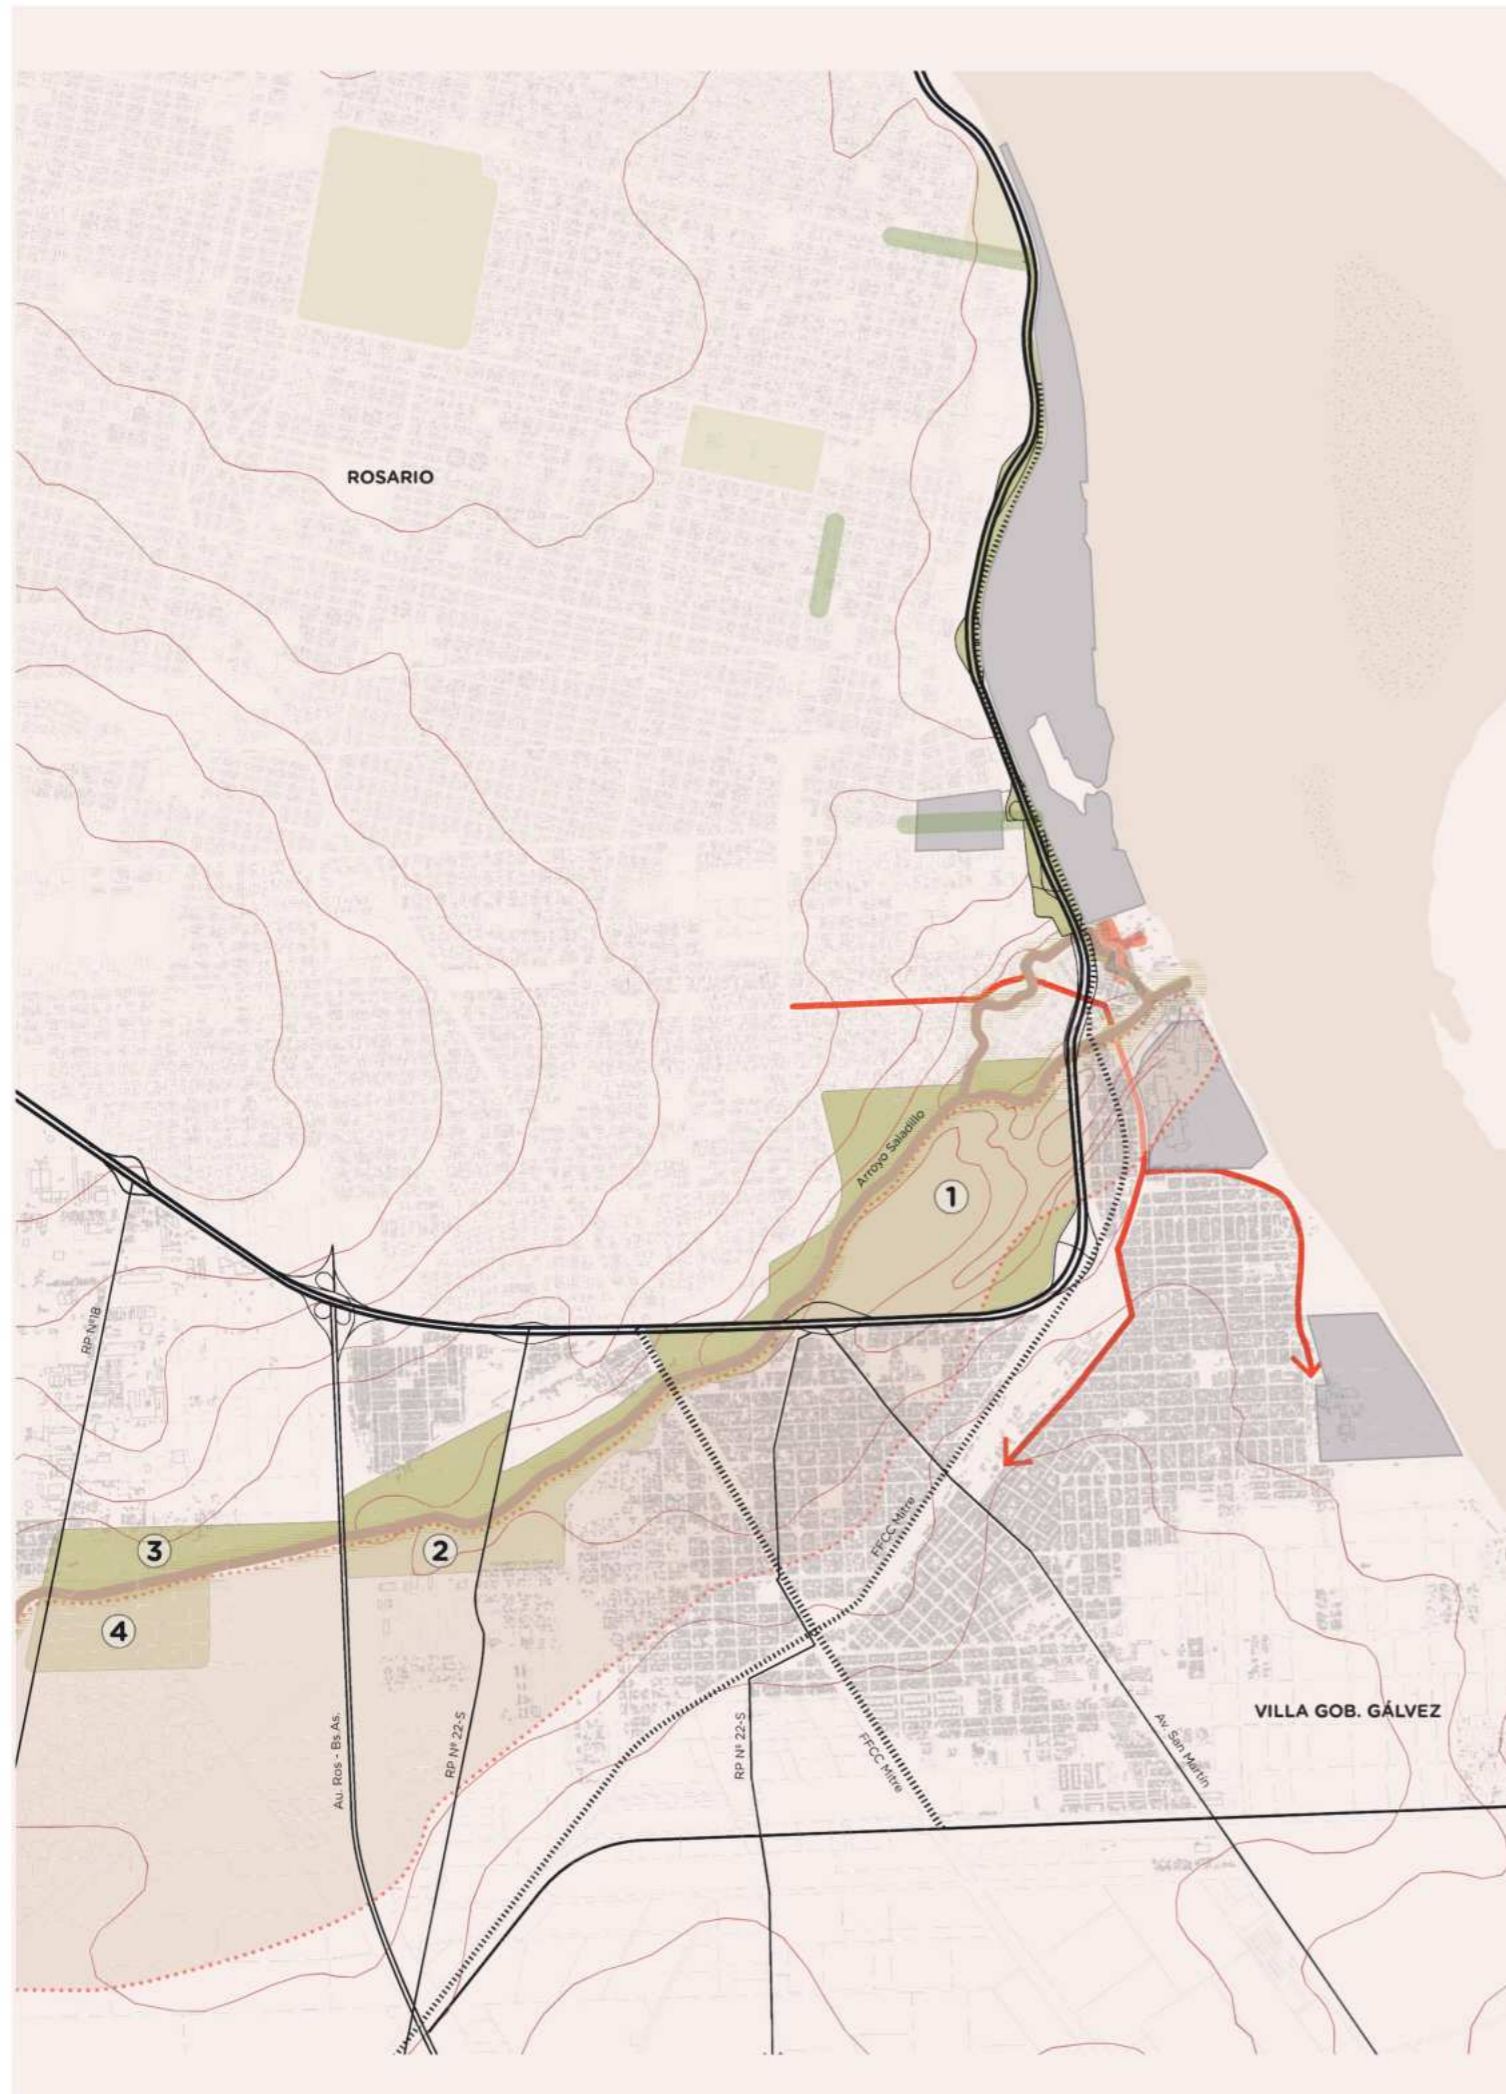 ROSARIO
Arroyo Saladillo
1
RP Nº18
3
2
FFCC Mitre
4
VILLA GOB. GÁLVEZ
Au. Ros - Bs.As.
RP Nº 22-S
RP Nº 22-S
FFCC Mitre
Av. San Martín